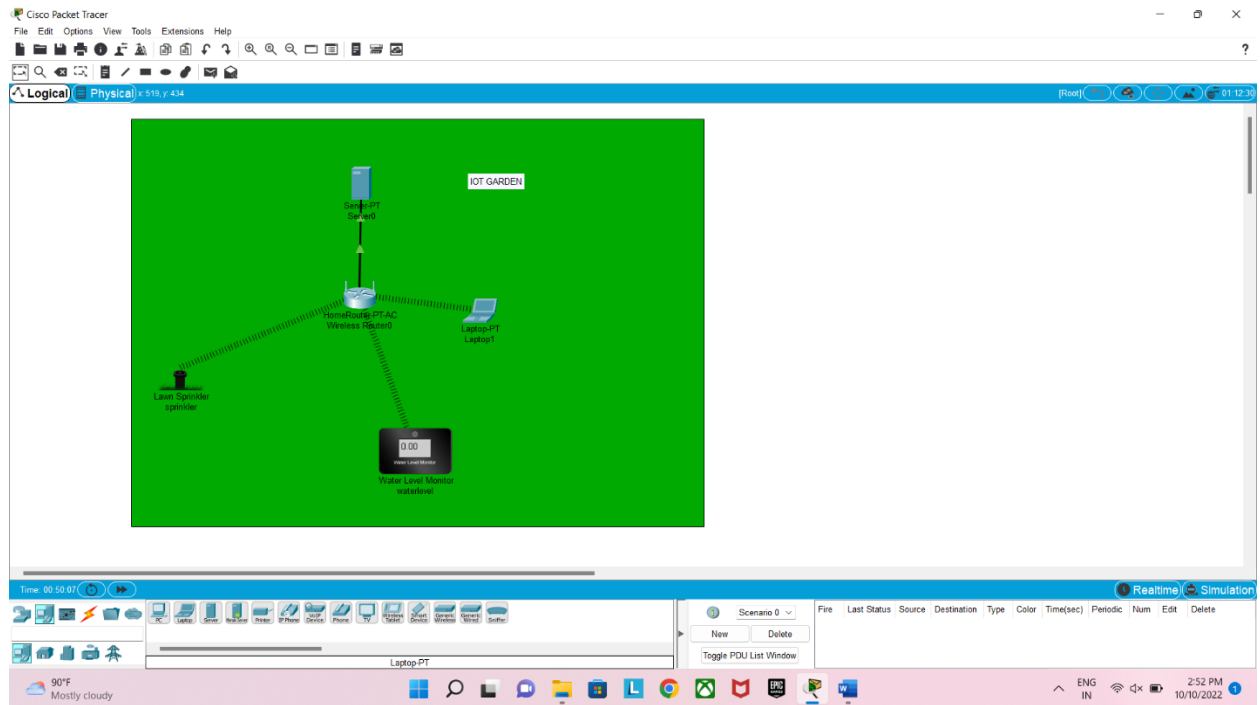 Cisco Packet Tracer
File Edit Options View Tools Extensions Help
?
Logical Physical x: 519, y: 434 [Root] 01:12:30
IOT GARDEN
Server-PT
Server0
HomeRouter-PT-AC
Wireless Router0
Laptop-PT
Laptop1
Lawn Sprinkler
sprinkler
0.00
Water Level Monitor
Water Level Monitor
waterlevel
Time: 00:50:07 Realtime Simulation
PC Laptop Server Printer IP Phone VoIP Device Phone TV Wireless Tablet Smart Device Generic Wireless Generic Wired Sniffer
Scenario 0
Fire Last Status Source Destination Type Color Time(sec) Periodic Num Edit Delete
New Delete
Toggle PDU List Window
Laptop-PT
90°F
Mostly cloudy
L
EPIC
W
ENG
IN
2:52 PM
10/10/2022
1